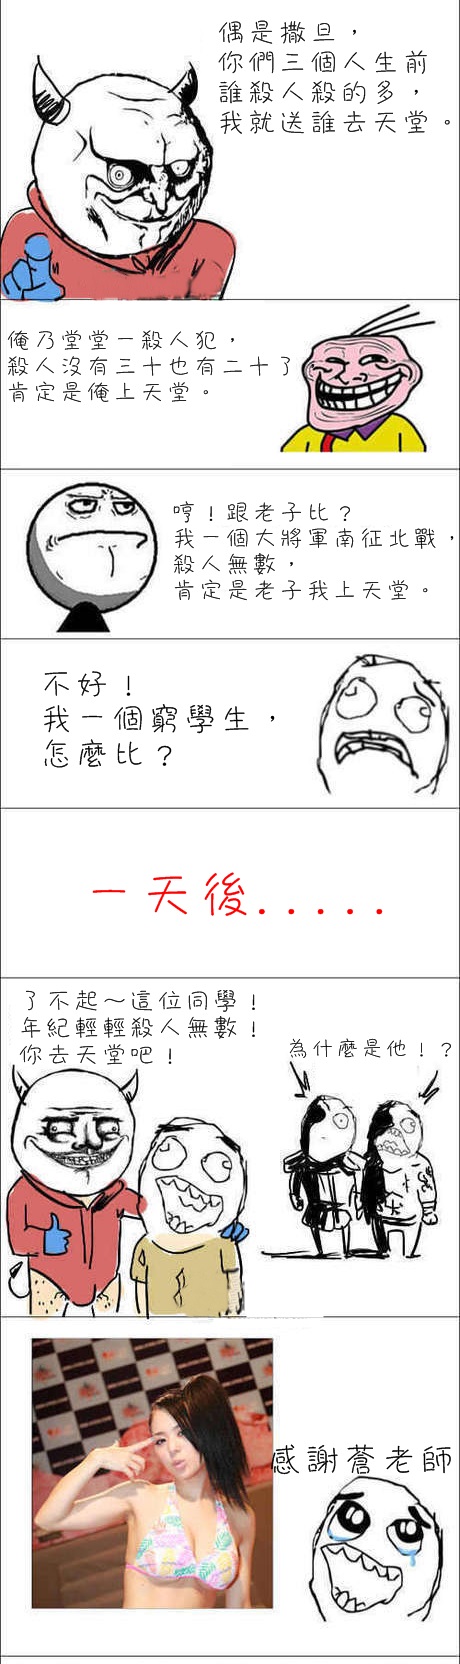 偶是撒旦，
你們三個人生前
誰殺人殺的多，
我就送誰去天堂。
俺乃堂堂一殺人犯，
殺人沒有三十也有二十了
肯定是俺上天堂。
哼！跟老子比？
我一個大將軍南征北戰，
殺人無數，
肯定是老子我上天堂。
不好！
我一個窮學生，
怎麼比？
一天後.....
了不起～這位同學！
年紀輕輕殺人無數！
你去天堂吧！
為什麼是他！？
感謝蒼老師